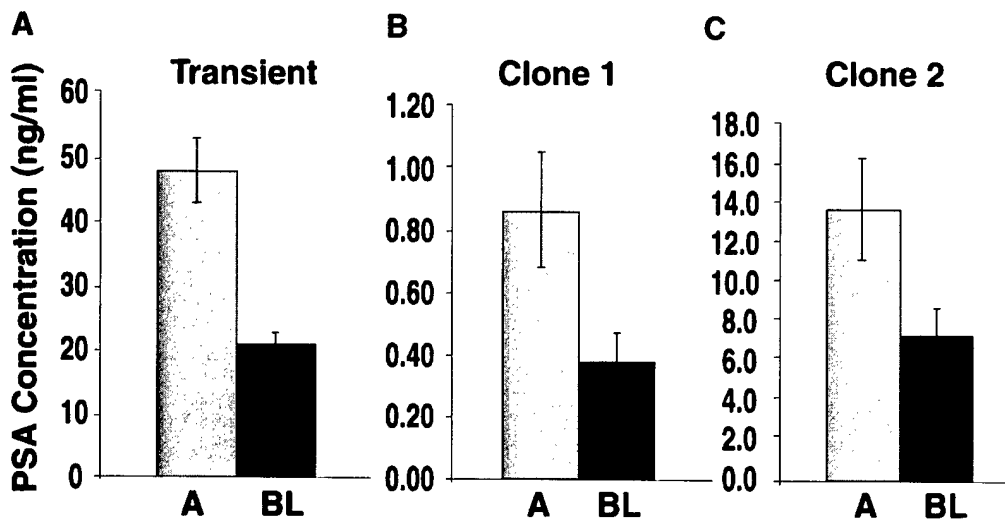 A
B
C
Transient
Clone 1
Clone 2
PSA Concentration (ng/ml)
60
50
40
30
20
10
0
A BL
1.20
1.00
0.80
0.60
0.40
0.20
0.00
A BL
18.0
16.0
14.0
12.0
10.0
8.0
6.0
4.0
2.0
0.0
A BL